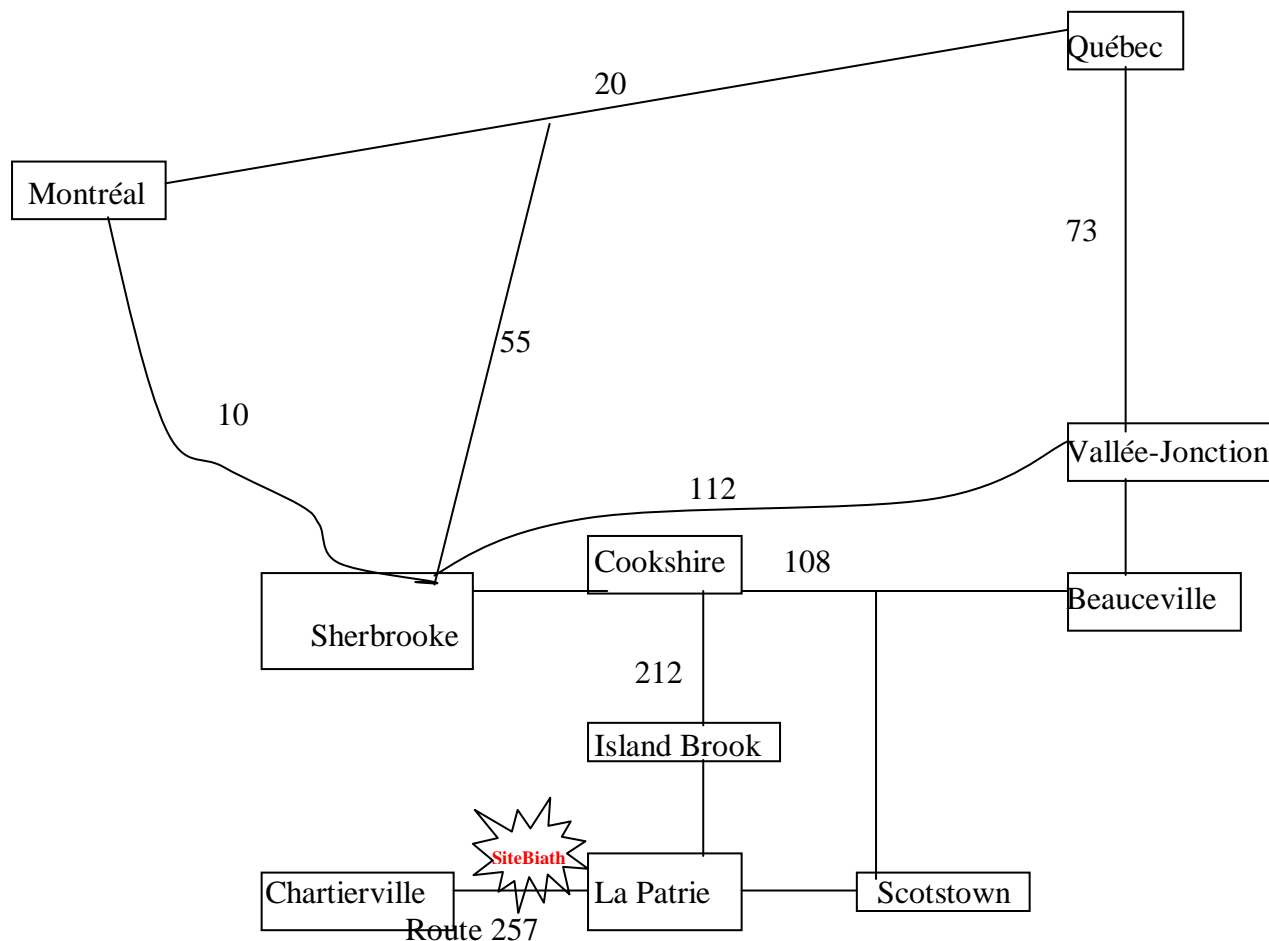 Québec
20
Montréal
73
55
10
Vallée-Jonction
112
Cookshire
108
Beauceville
Sherbrooke
212
Island Brook
SiteBiath
Chartierville
La Patrie
Scotstown
Route 257